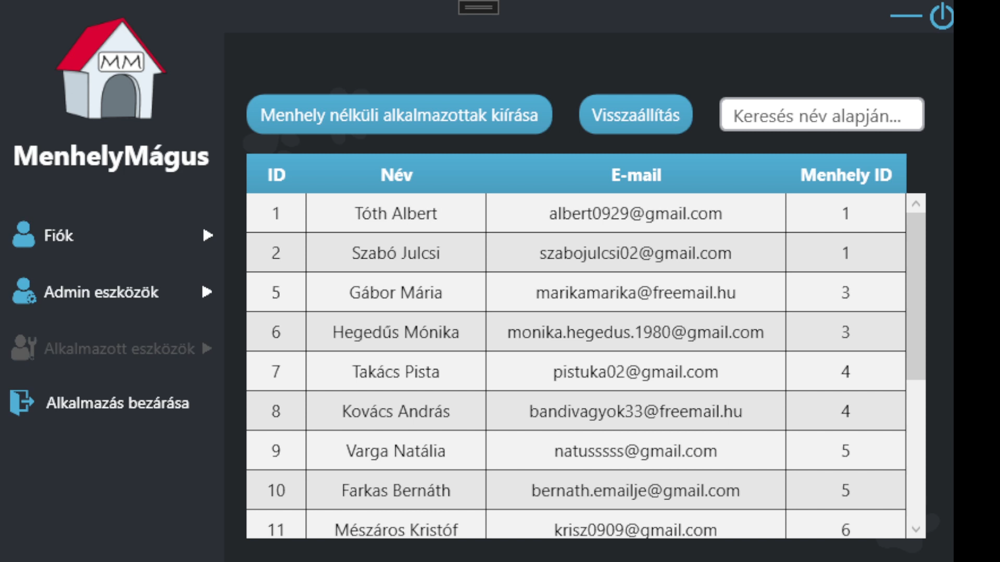 MM
MenhelyMágus
Fiók
Admin eszközök
Alkalmazott eszközök
Alkalmazás bezárása
Menhely nélküli alkalmazottak kiírása
Visszaállítás
Keresés név alapján...
ID Név E-mail Menhely ID
1 Tóth Albert albert0929@gmail.com 1
2 Szabó Julcsi szabojulcsi02@gmail.com 1
5 Gábor Mária marikamarika@freemail.hu 3
6 Hegedűs Mónika monika.hegedus.1980@gmail.com 3
7 Takács Pista pistuka02@gmail.com 4
8 Kovács András bandivagyok33@freemail.hu 4
9 Varga Natália natusssss@gmail.com 5
10 Farkas Bernáth bernath.emailje@gmail.com 5
11 Mészáros Kristóf krisz0909@gmail.com 6